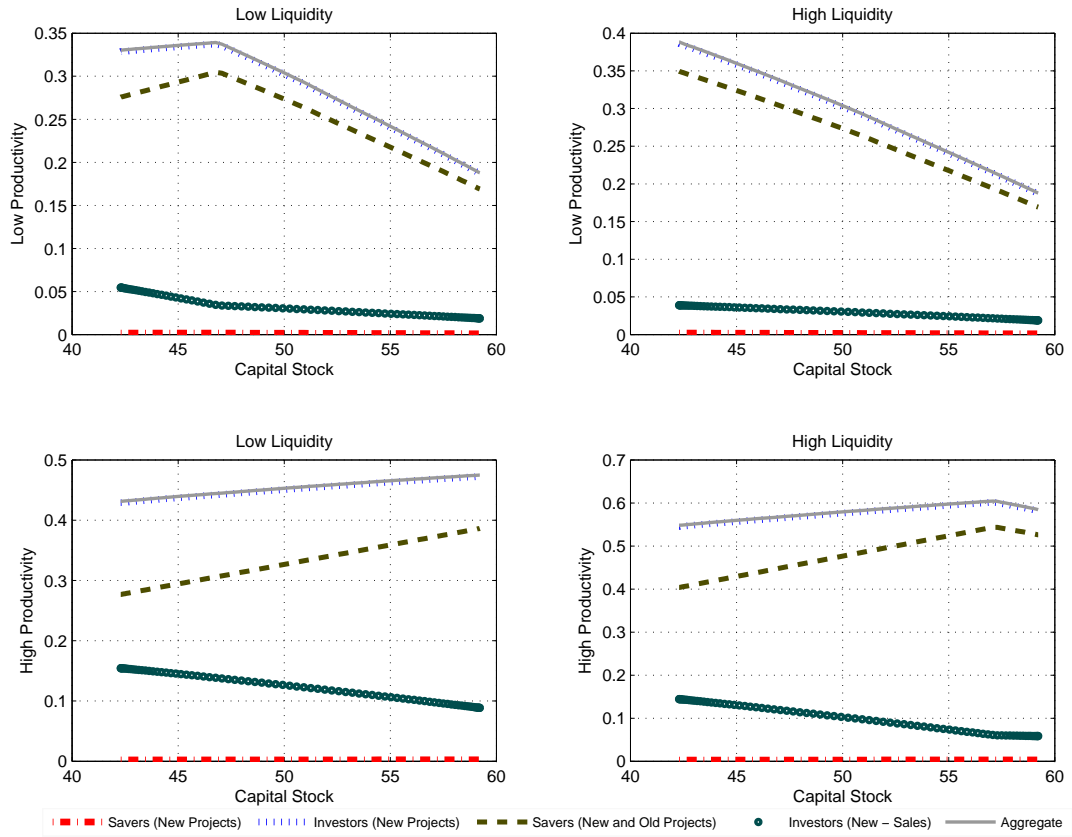 Low Liquidity
High Liquidity
0.35
0.3
0.25
0.2
0.15
0.1
0.05
0
Low Productivity
40 45 50 55 60
Capital Stock
0.4
0.35
0.3
0.25
0.2
0.15
0.1
0.05
0
Low Productivity
40 45 50 55 60
Capital Stock
Low Liquidity
High Liquidity
0.5
0.4
0.3
0.2
0.1
0
High Productivity
40 45 50 55 60
Capital Stock
0.7
0.6
0.5
0.4
0.3
0.2
0.1
0
High Productivity
40 45 50 55 60
Capital Stock
Savers (New Projects) Investors (New Projects) Savers (New and Old Projects) Investors (New − Sales) Aggregate